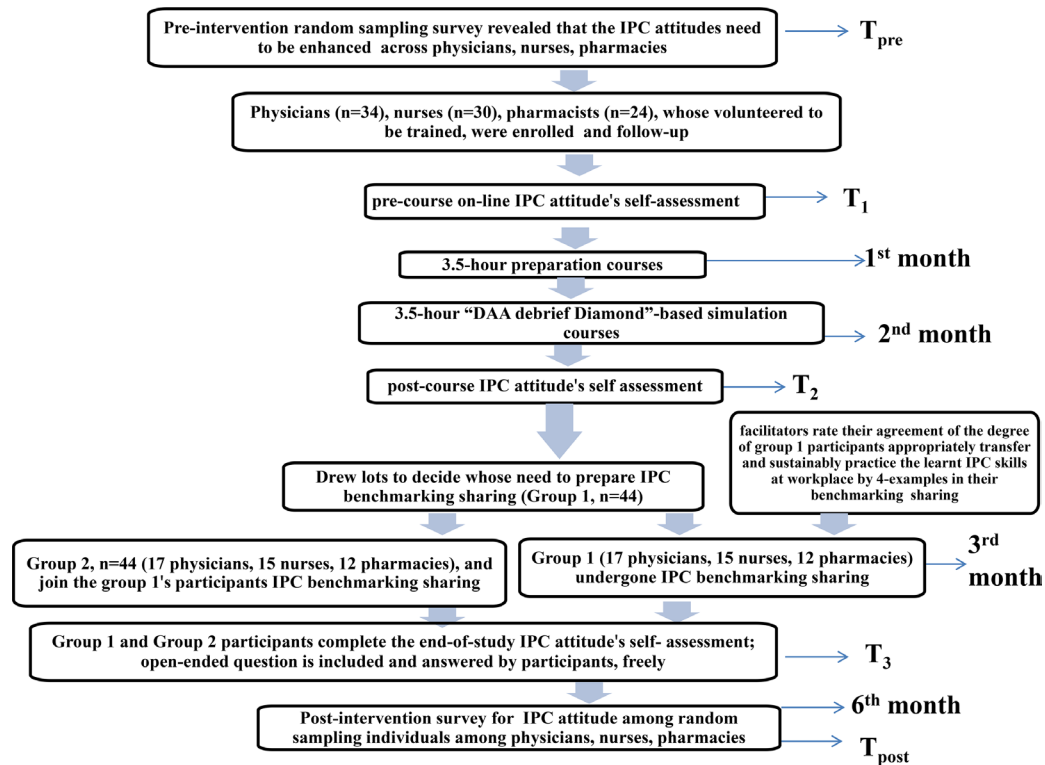 Pre-intervention random sampling survey revealed that the IPC attitudes need
to be enhanced across physicians, nurses, pharmacies
Tpre
Physicians (n=34), nurses (n=30), pharmacists (n=24), whose volunteered to
be trained, were enrolled and follow-up
pre-course on-line IPC attitude's self-assessment
T1
3.5-hour preparation courses
1st month
3.5-hour “DAA debrief Diamond”-based simulation
courses
2nd month
post-course IPC attitude's self assessment
T2
facilitators rate their agreement of the degree
of group 1 participants appropriately transfer
and sustainably practice the learnt IPC skills
at workplace by 4-examples in their
benchmarking sharing
Drew lots to decide whose need to prepare IPC
benchmarking sharing (Group 1, n=44)
Group 2, n=44 (17 physicians, 15 nurses, 12 pharmacies), and
join the group 1's participants IPC benchmarking sharing
Group 1 (17 physicians, 15 nurses, 12 pharmacies)
undergone IPC benchmarking sharing
3rd
month
Group 1 and Group 2 participants complete the end-of-study IPC attitude's self- assessment;
open-ended question is included and answered by participants, freely
T3
Post-intervention survey for IPC attitude among random
sampling individuals among physicians, nurses, pharmacies
6th month
Tpost